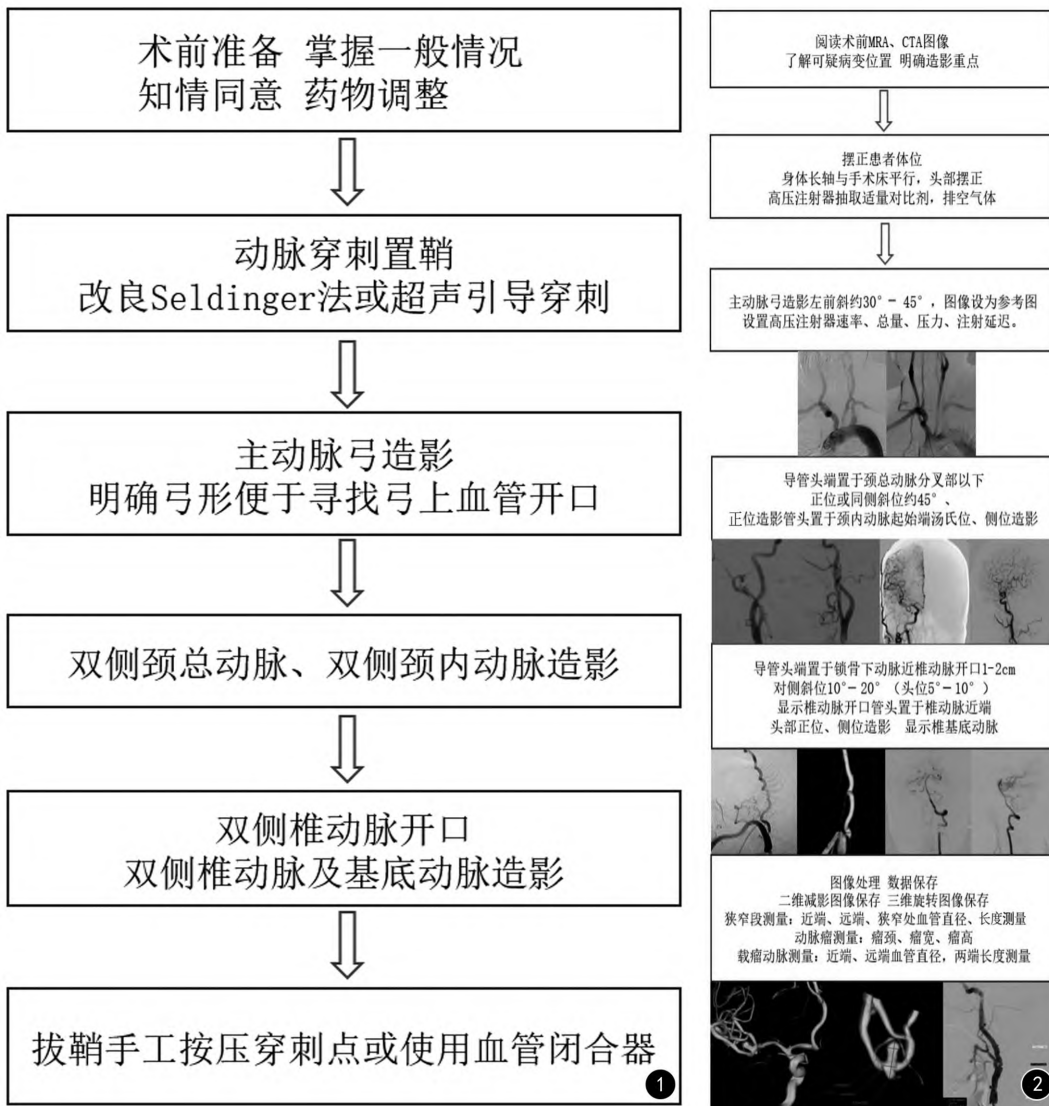 术前准备 掌握一般情况
知情同意 药物调整
动脉穿刺置鞘
改良Seldinger法或超声引导穿刺
主动脉弓造影
明确弓形便于寻找弓上血管开口
双侧颈总动脉、双侧颈内动脉造影
双侧椎动脉开口
双侧椎动脉及基底动脉造影
拔鞘手工按压穿刺点或使用血管闭合器
1
阅读术前MRA、CTA图像
了解可疑病变位置 明确造影重点
摆正患者体位
身体长轴与手术床平行，头部摆正
高压注射器抽取适量对比剂，排空气体
主动脉弓造影左前斜约30°－45°，图像设为参考图
设置高压注射器速率、总量、压力、注射延迟。
导管头端置于颈总动脉分叉部以下
正位或同侧斜位约45°、
正位造影管头置于颈内动脉起始端汤氏位、侧位造影
导管头端置于锁骨下动脉近椎动脉开口1-2cm
对侧斜位10°－20°（头位5°－10°）
显示椎动脉开口管头置于椎动脉近端
头部正位、侧位造影 显示椎基底动脉
图像处理 数据保存
二维减影图像保存 三维旋转图像保存
狭窄段测量：近端、远端、狭窄处血管直径、长度测量
动脉瘤测量：瘤颈、瘤宽、瘤高
载瘤动脉测量：近端、远端血管直径，两端长度测量
2